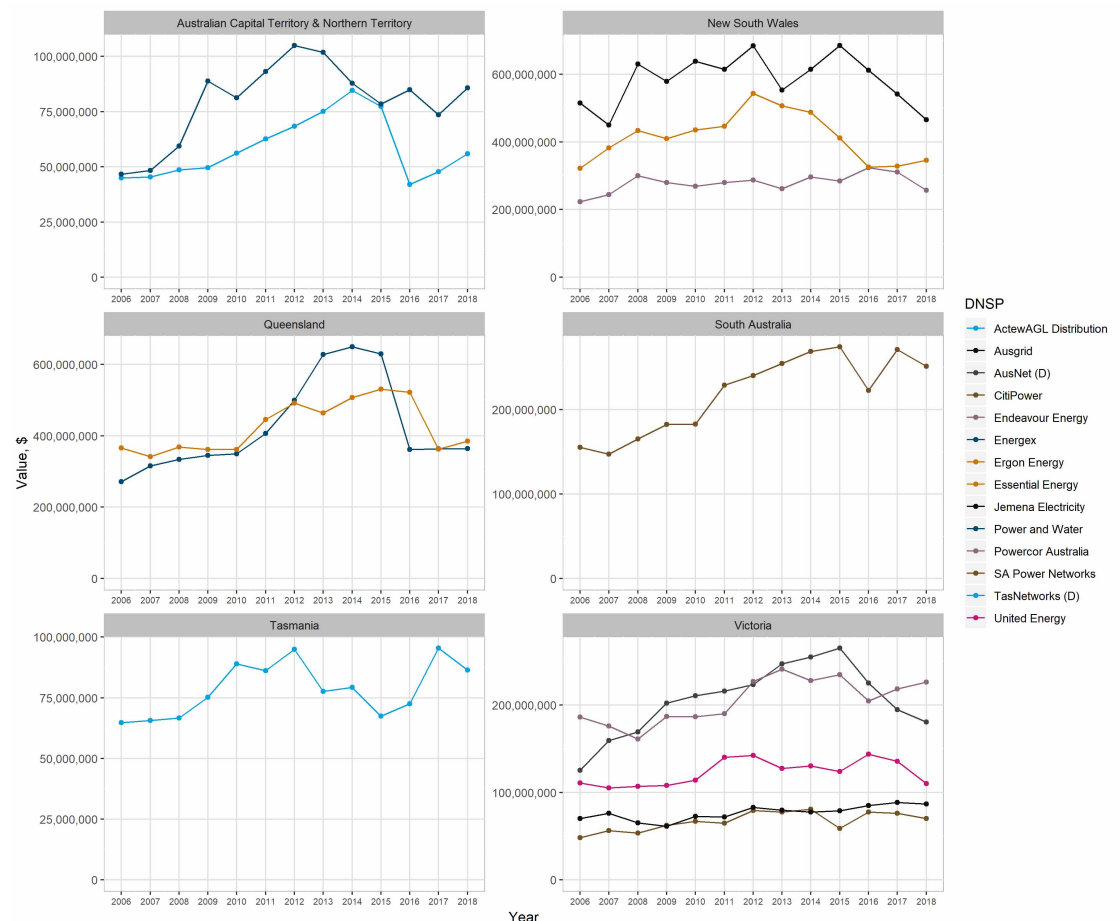 Australian Capital Territory & Northern Territory
100,000,000
75,000,000
50,000,000
25,000,000
0
2006 2007 2008 2009 2010 2011 2012 2013 2014 2015 2016 2017 2018
New South Wales
600,000,000
400,000,000
200,000,000
0
2006 2007 2008 2009 2010 2011 2012 2013 2014 2015 2016 2017 2018
Queensland
600,000,000
400,000,000
200,000,000
0
2006 2007 2008 2009 2010 2011 2012 2013 2014 2015 2016 2017 2018
South Australia
200,000,000
100,000,000
0
2006 2007 2008 2009 2010 2011 2012 2013 2014 2015 2016 2017 2018
Tasmania
100,000,000
75,000,000
50,000,000
25,000,000
0
2006 2007 2008 2009 2010 2011 2012 2013 2014 2015 2016 2017 2018
Victoria
200,000,000
100,000,000
0
2006 2007 2008 2009 2010 2011 2012 2013 2014 2015 2016 2017 2018
Value, $
Year
DNSP
ActewAGL Distribution
Ausgrid
AusNet (D)
CitiPower
Endeavour Energy
Energex
Ergon Energy
Essential Energy
Jemena Electricity
Power and Water
Powercor Australia
SA Power Networks
TasNetworks (D)
United Energy